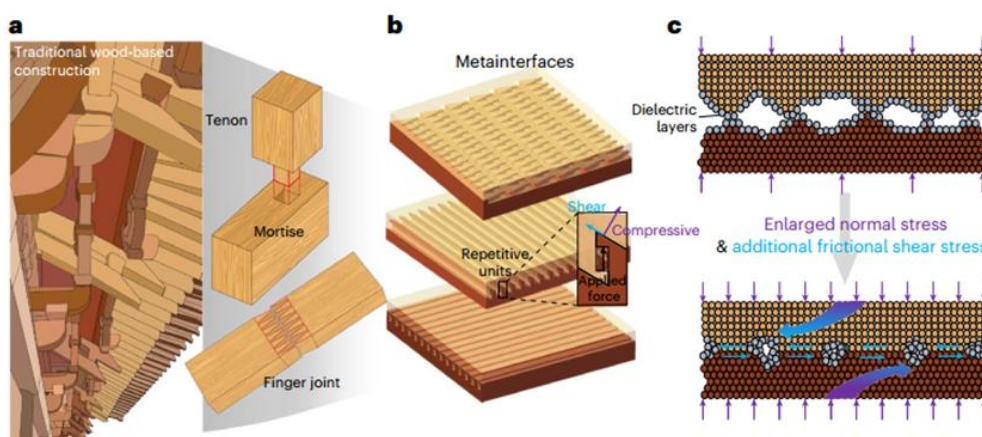 a
Traditional wood-based
construction
Tenon
Mortise
Finger joint
b
Metainterfaces
Shear
Compressive
Repetitive
units
Applied
force
c
Dielectric
layers
Enlarged normal stress
& additional frictional shear stress